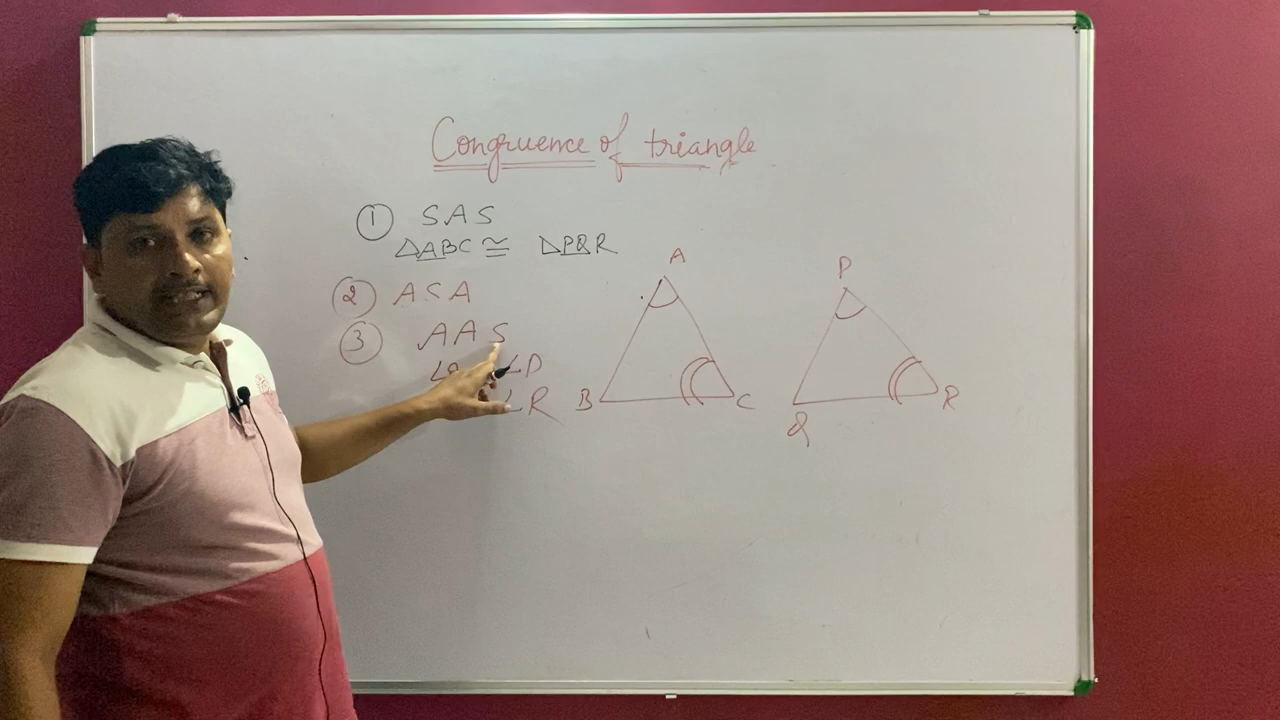 Congruence of triangle
① SAS
△ABC ≅ △PQR
② ASA
③ AAS
∠P
∠R
A
B
C
P
Q
R